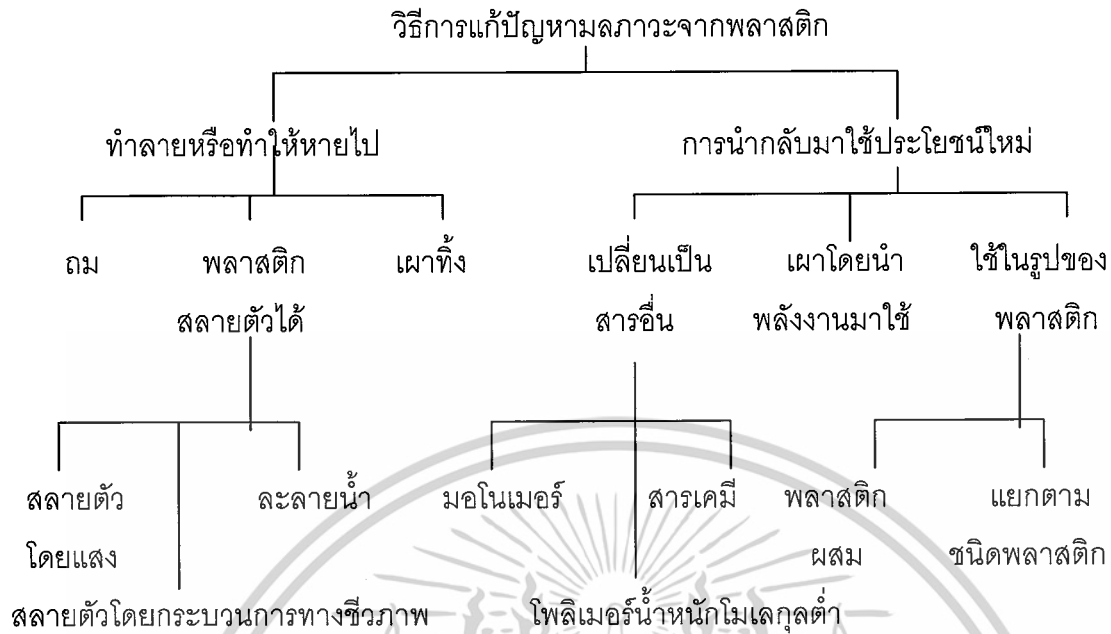 วิธีการแก้ปัญหามลภาวะจากพลาสติก
ทำลายหรือทำให้หายไป
การนำกลับมาใช้ประโยชน์ใหม่
ถม
พลาสติก
สลายตัวได้
เผาทิ้ง
เปลี่ยนเป็น
สารอื่น
เผาโดยนำ
พลังงานมาใช้
ใช้ในรูปของ
พลาสติก
สลายตัว
โดยแสง
สลายตัวโดยกระบวนการทางชีวภาพ
ละลายน้ำ
มอโนเมอร์
โพลิเมอร์น้ำหนักโมเลกุลต่ำ
สารเคมี
พลาสติก
ผสม
แยกตาม
ชนิดพลาสติก